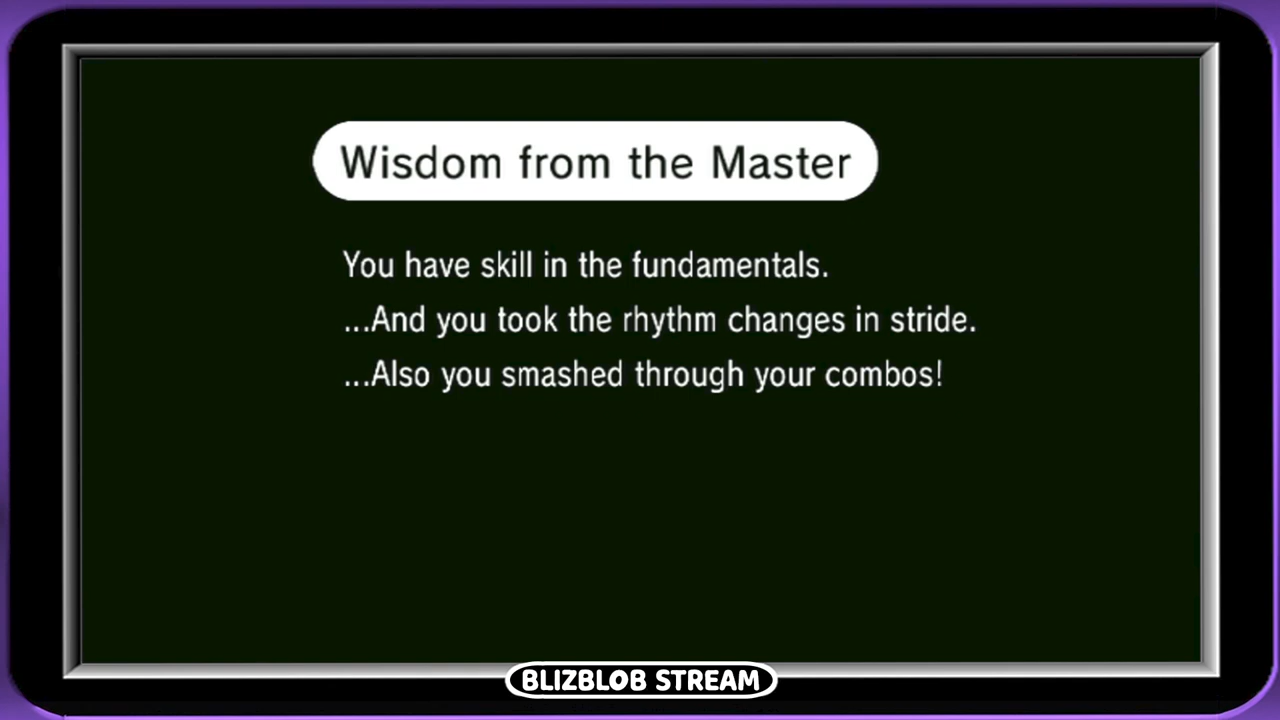 Wisdom from the Master
You have skill in the fundamentals.
...And you took the rhythm changes in stride.
...Also you smashed through your combos!
BLIZBLOB STREAM